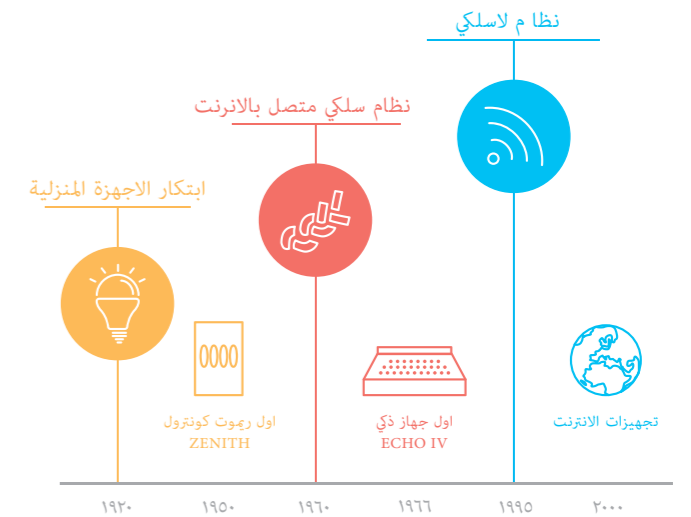 نظا م لاسلكي
نظام سلكي متصل بالانرنت
ابتكار الاجهزة المنزلية
0000
اول ريموت كونترول
ZENITH
اول جهاز ذكي
ECHO IV
تجهيزات الانترنت
١٩٢٠
١٩٥٠
١٩٦٠
١٩٦٦
١٩٩٥
٢٠٠٠